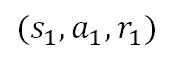 (s₁, a₁, r₁)